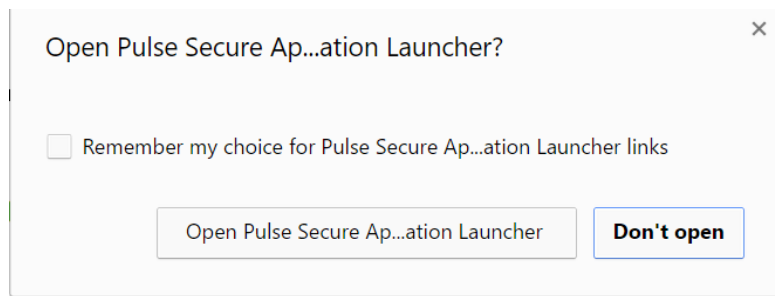 Open Pulse Secure Ap...ation Launcher?
Remember my choice for Pulse Secure Ap...ation Launcher links
Open Pulse Secure Ap...ation Launcher
Don't open